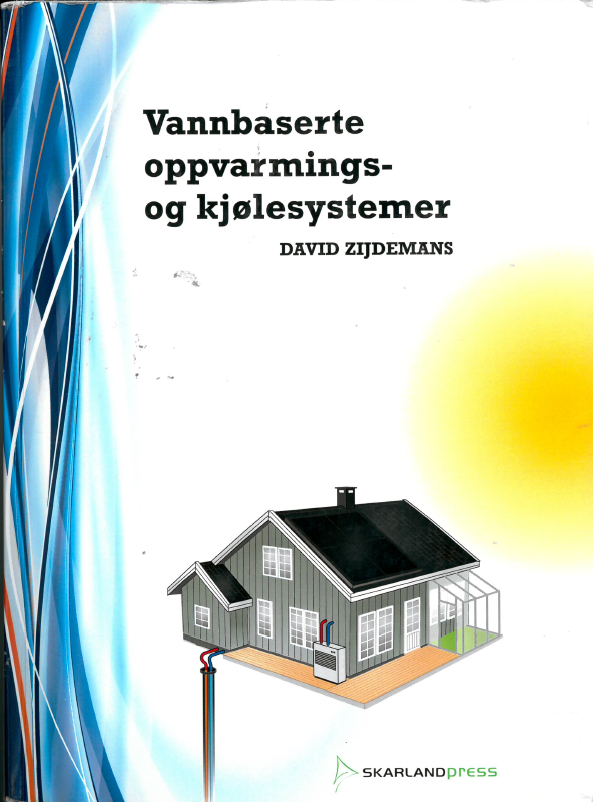 Vannbaserte
oppvarmings-
og kjølesystemer
DAVID ZIJDEMANS
SKARLANDpress